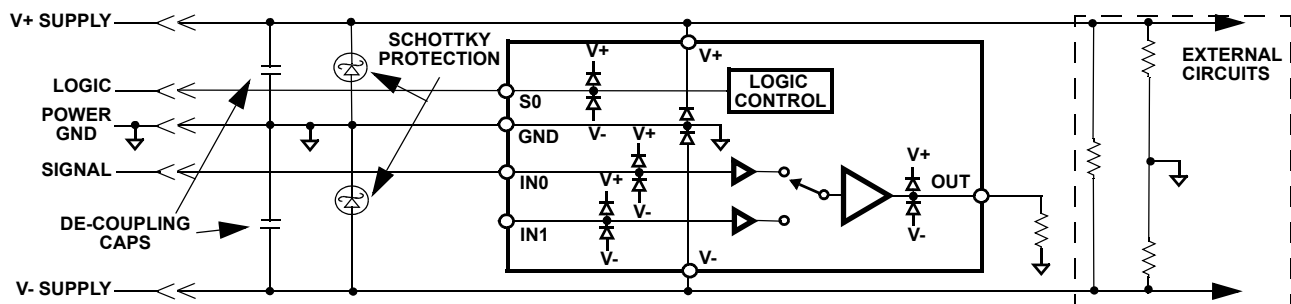 V+ SUPPLY
LOGIC
POWER
GND
SIGNAL
DE-COUPLING
CAPS
V- SUPPLY
SCHOTTKY
PROTECTION
V+
V+
LOGIC
CONTROL
S0
V-
GND
V+
IN0
V+
V-
IN1
V-
V+
OUT
V-
V-
EXTERNAL
CIRCUITS